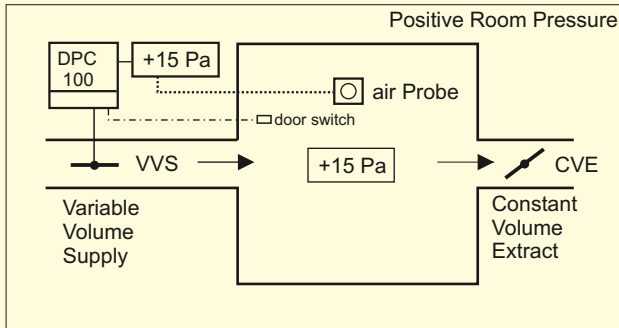 Positive Room Pressure
DPC
100
+15 Pa
air Probe
door switch
VVS
+15 Pa
CVE
Variable
Volume
Supply
Constant
Volume
Extract